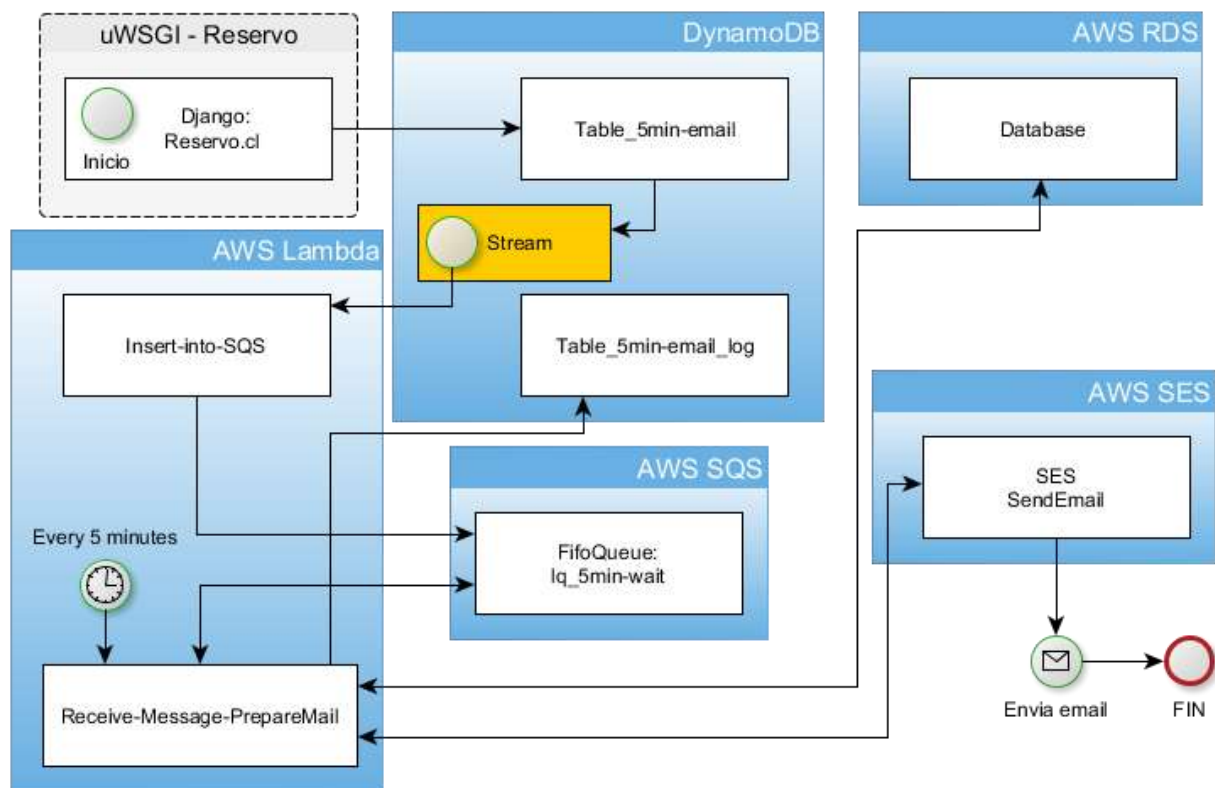 uWSGI - Reservo
Django:
Reservo.cl
Inicio
DynamoDB
Table_5min-email
Stream
Table_5min-email_log
AWS RDS
Database
AWS Lambda
Insert-into-SQS
Every 5 minutes
Receive-Message-PrepareMail
AWS SQS
FifoQueue:
lq_5min-wait
AWS SES
SES
SendEmail
Envia email
FIN